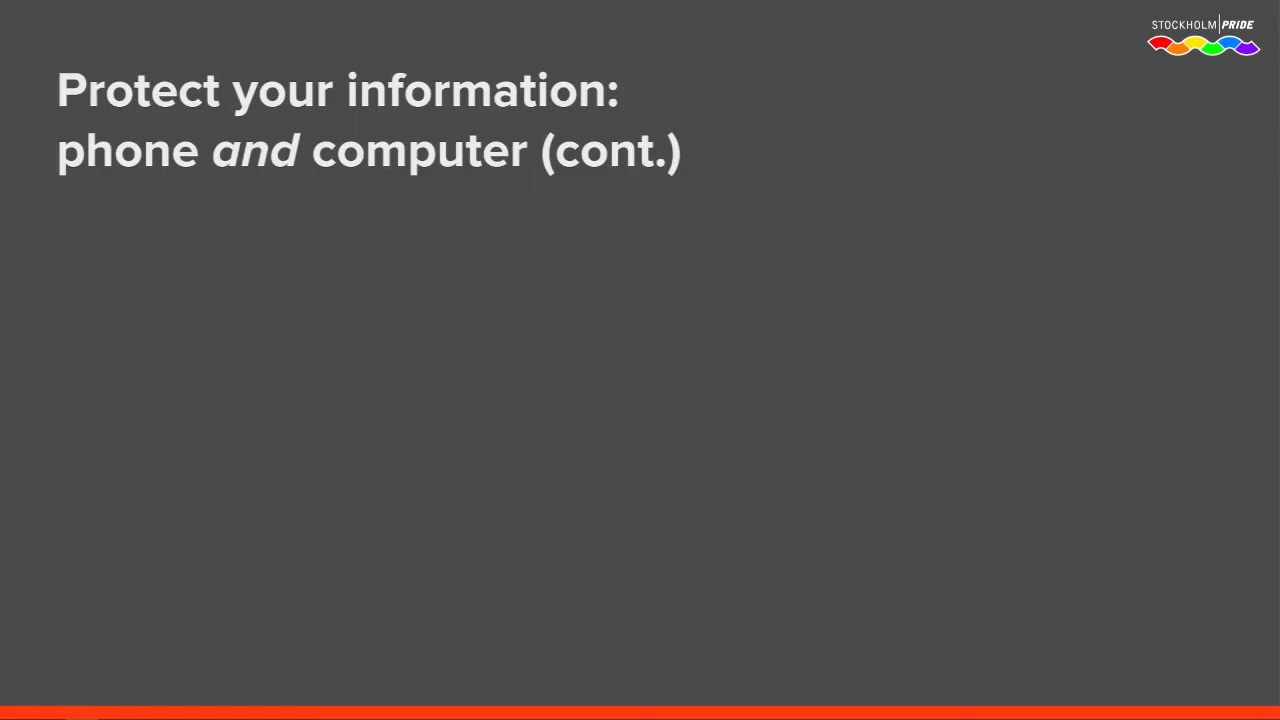 STOCKHOLM PRIDE
Protect your information:
phone and computer (cont.)